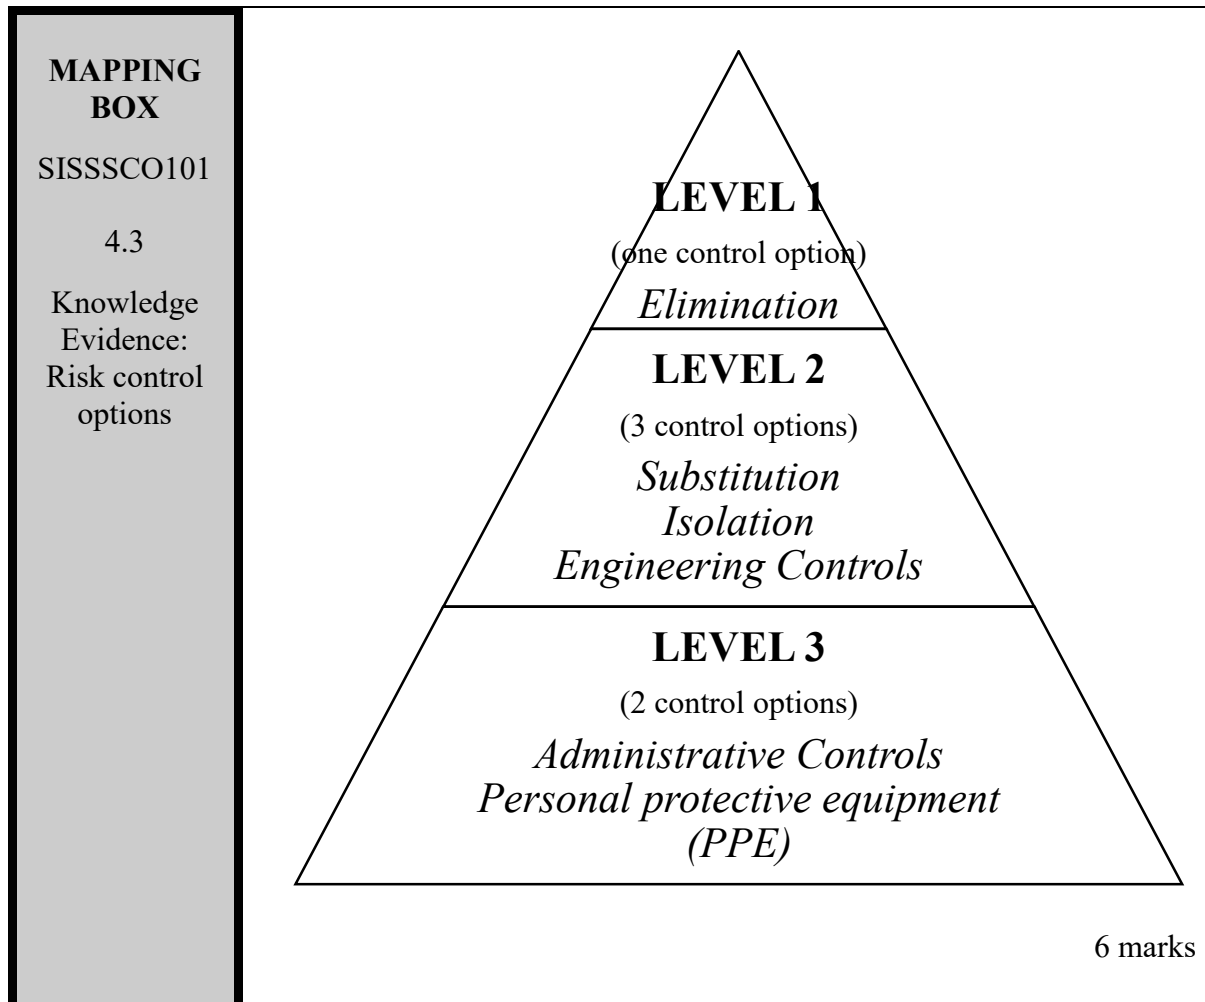 MAPPING
BOX
SISSSCO101
4.3
Knowledge
Evidence:
Risk control
options
LEVEL 1
(one control option)
Elimination
LEVEL 2
(3 control options)
Substitution
Isolation
Engineering Controls
LEVEL 3
(2 control options)
Administrative Controls
Personal protective equipment
(PPE)
6 marks